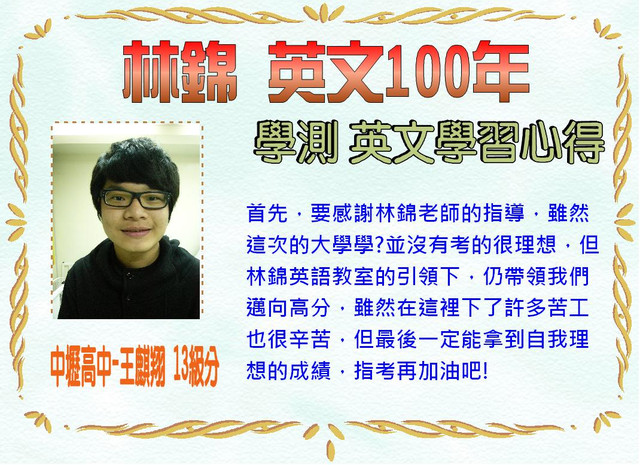 林錦 英文100年
學測 英文學習心得
首先，要感謝林錦老師的指導，雖然
這次的大學學?並沒有考的很理想，但
林錦英語教室的引領下，仍帶領我們
邁向高分，雖然在這裡下了許多苦工
也很辛苦，但最後一定能拿到自我理
想的成績，指考再加油吧!
中壢高中-王麒翔 13級分